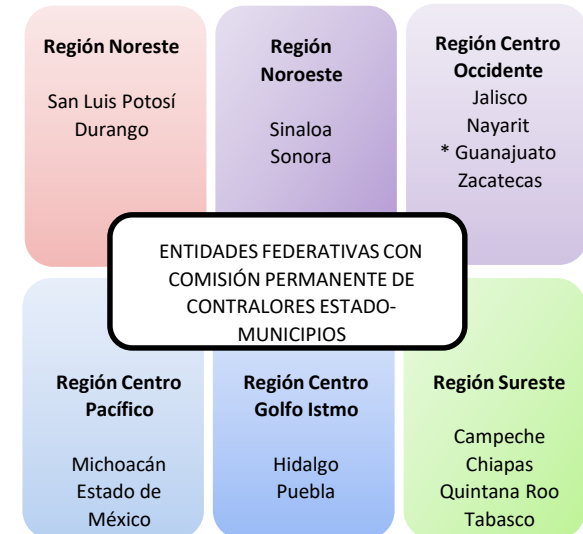 Región Noreste
San Luis Potosí
Durango
Región
Noroeste
Sinaloa
Sonora
Región Centro
Occidente
Jalisco
Nayarit
* Guanajuato
Zacatecas
ENTIDADES FEDERATIVAS CON
COMISIÓN PERMANENTE DE
CONTRALORES ESTADO-
MUNICIPIOS
Región Centro
Pacífico
Michoacán
Estado de
México
Región Centro
Golfo Istmo
Hidalgo
Puebla
Región Sureste
Campeche
Chiapas
Quintana Roo
Tabasco